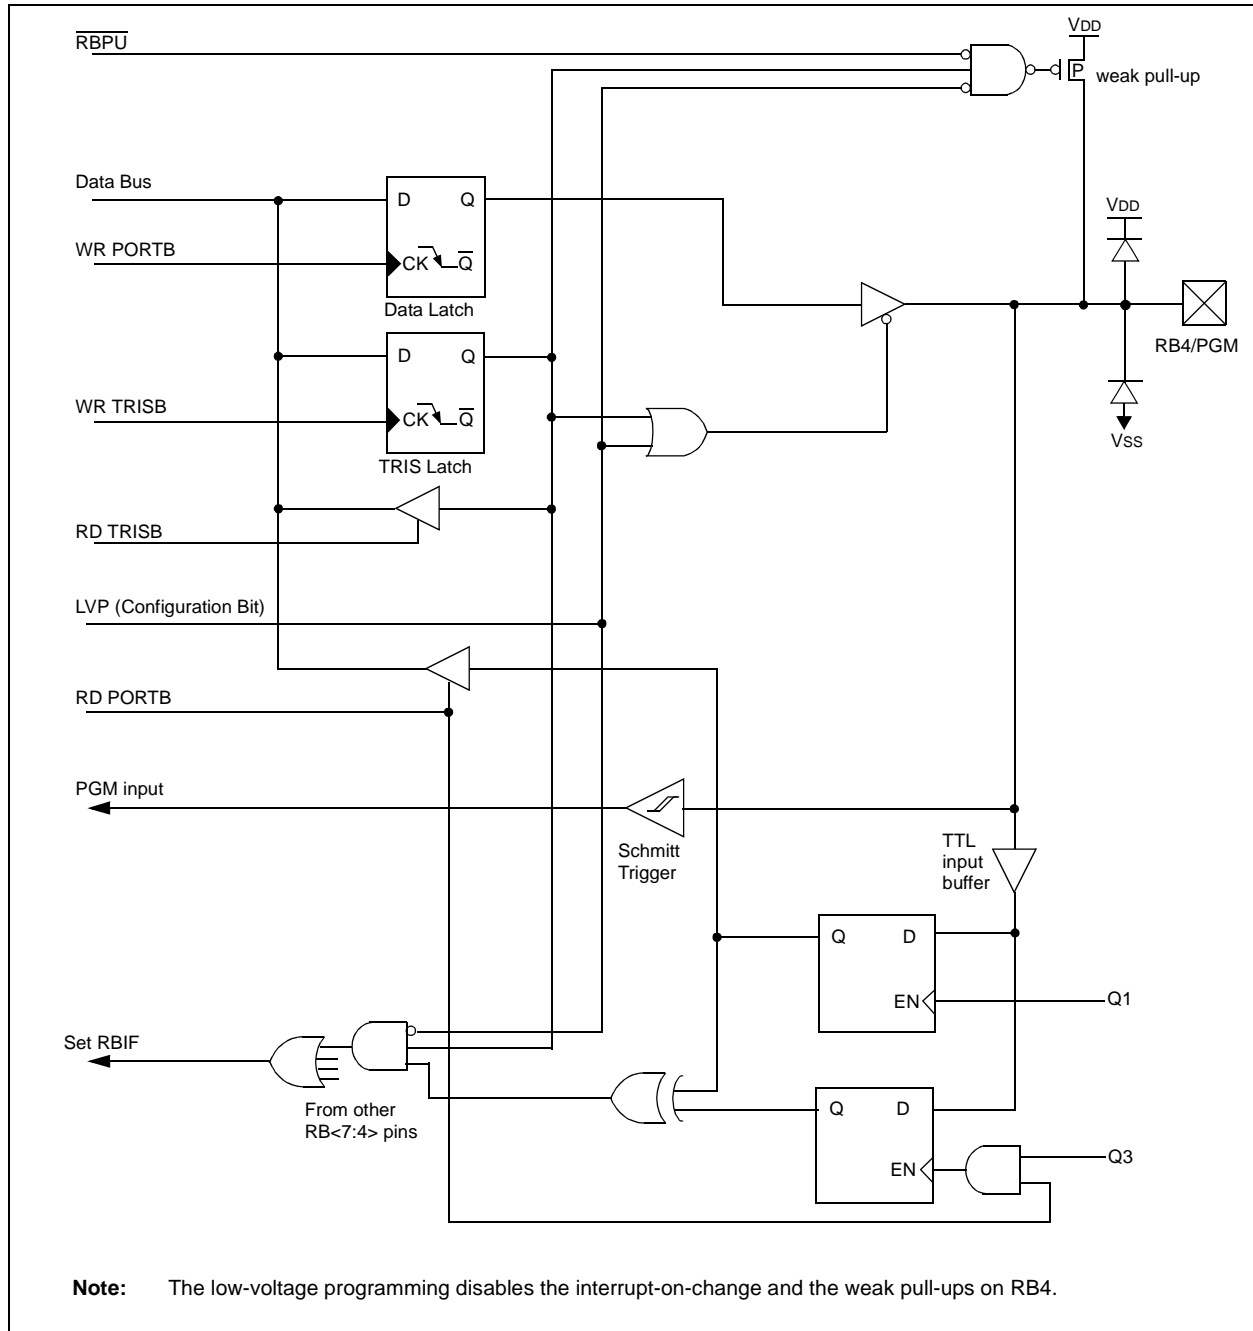 RBPU
VDD
P
weak pull-up
Data Bus
D Q
VDD
WR PORTB
CK Q
Data Latch
D Q
RB4/PGM
WR TRISB
CK Q
VSS
TRIS Latch
RD TRISB
LVP (Configuration Bit)
RD PORTB
PGM input
Schmitt
Trigger
TTL
input
buffer
Q D
EN
Q1
Set RBIF
From other
RB<7:4> pins
Q D
EN
Q3
Note: The low-voltage programming disables the interrupt-on-change and the weak pull-ups on RB4.